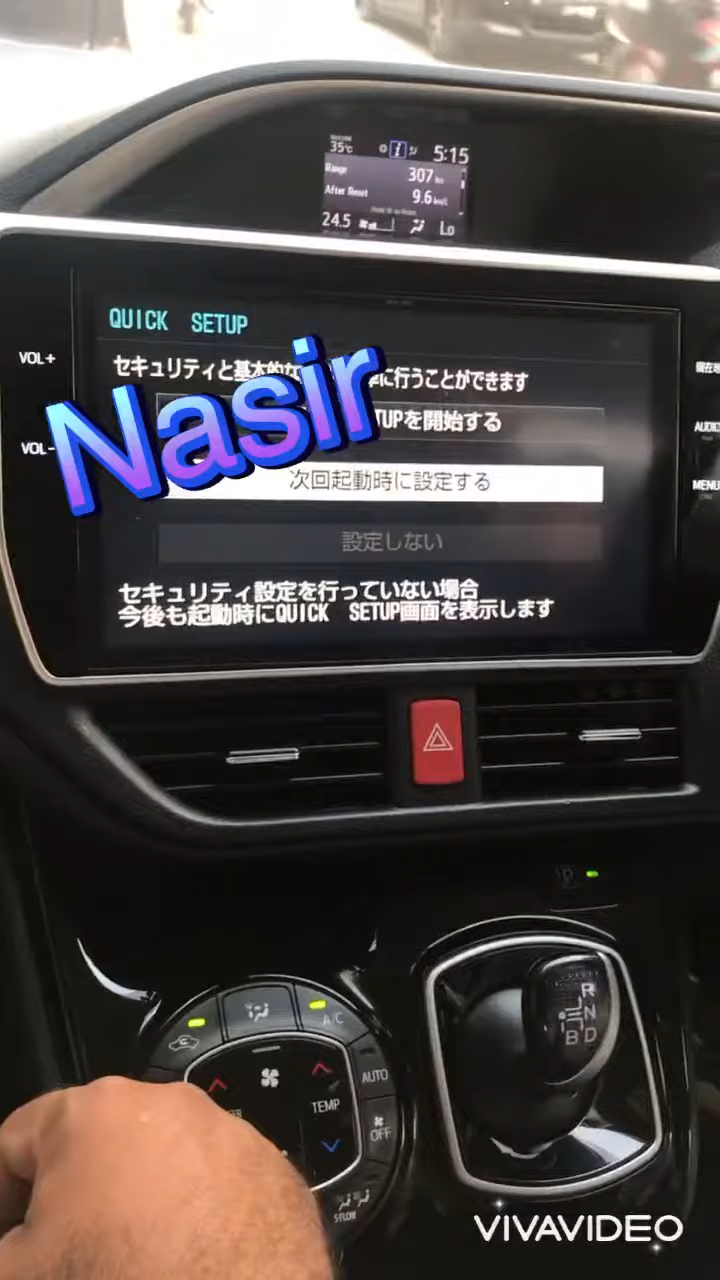 35℃ 5:15
Range 307 km
After Reset 9.6 km/L
24.5 Lo
QUICK SETUP
VOL+
セキュリティと基本的な に行うことができます
Nasir
TUPを開始する
AUDIO
VOL-
次回起動時に設定する
MENU
設定しない
セキュリティ設定を行っていない場合
今後も起動時にQUICK SETUP画面を表示します
A/C
AUTO
TEMP
OFF
S-FLOW
R
N
B D
VIVAVIDEO